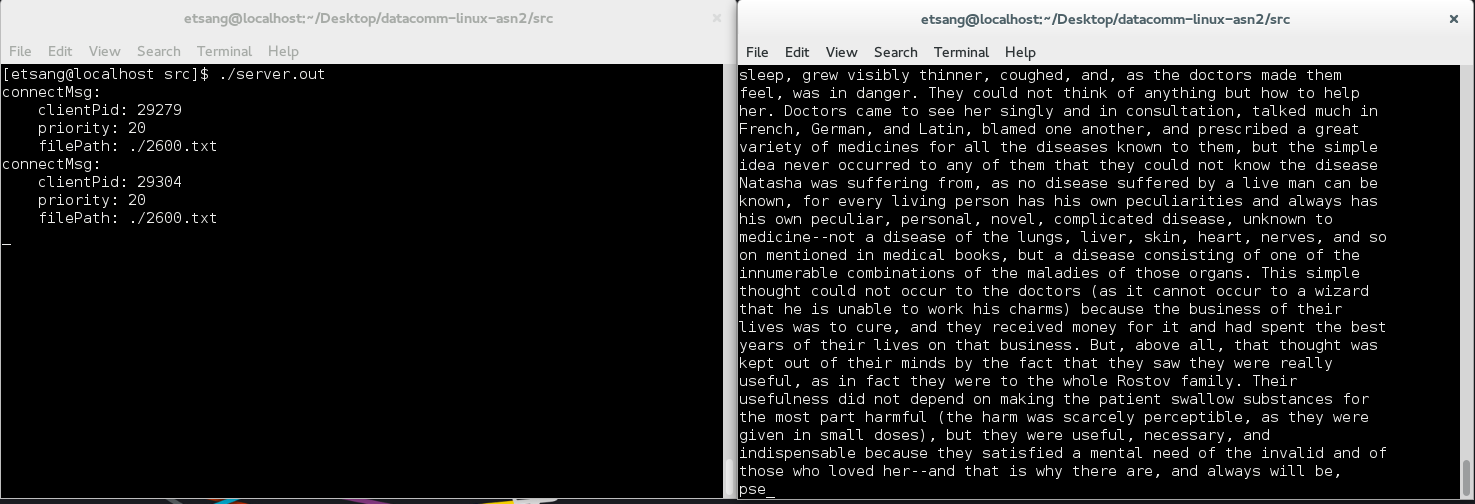 etsang@localhost:~/Desktop/datacomm-linux-asn2/src
File Edit View Search Terminal Help
[etsang@localhost src]$ ./server.out
connectMsg:
    clientPid: 29279
    priority: 20
    filePath: ./2600.txt
connectMsg:
    clientPid: 29304
    priority: 20
    filePath: ./2600.txt
etsang@localhost:~/Desktop/datacomm-linux-asn2/src
File Edit View Search Terminal Help
sleep, grew visibly thinner, coughed, and, as the doctors made them
feel, was in danger. They could not think of anything but how to help
her. Doctors came to see her singly and in consultation, talked much in
French, German, and Latin, blamed one another, and prescribed a great
variety of medicines for all the diseases known to them, but the simple
idea never occurred to any of them that they could not know the disease
Natasha was suffering from, as no disease suffered by a live man can be
known, for every living person has his own peculiarities and always has
his own peculiar, personal, novel, complicated disease, unknown to
medicine--not a disease of the lungs, liver, skin, heart, nerves, and so
on mentioned in medical books, but a disease consisting of one of the
innumerable combinations of the maladies of those organs. This simple
thought could not occur to the doctors (as it cannot occur to a wizard
that he is unable to work his charms) because the business of their
lives was to cure, and they received money for it and had spent the best
years of their lives on that business. But, above all, that thought was
kept out of their minds by the fact that they saw they were really
useful, as in fact they were to the whole Rostov family. Their
usefulness did not depend on making the patient swallow substances for
the most part harmful (the harm was scarcely perceptible, as they were
given in small doses), but they were useful, necessary, and
indispensable because they satisfied a mental need of the invalid and of
those who loved her--and that is why there are, and always will be,
pse